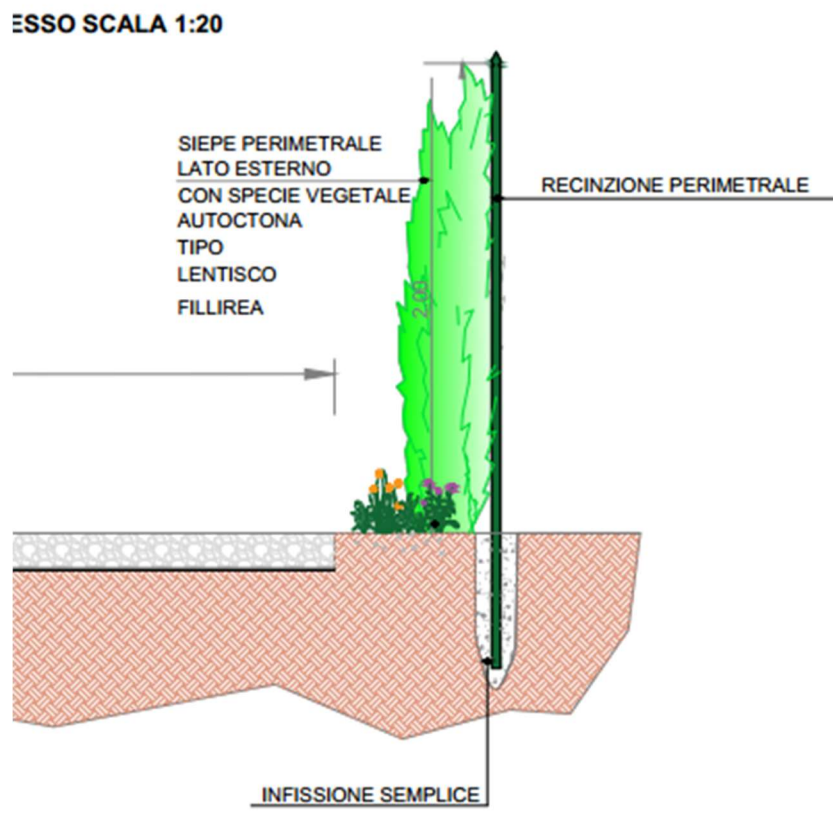 ESSO SCALA 1:20
SIEPE PERIMETRALE
LATO ESTERNO
CON SPECIE VEGETALE
AUTOCTONA
TIPO
LENTISCO
FILLIREA
RECINZIONE PERIMETRALE
2,00
INFISSIONE SEMPLICE